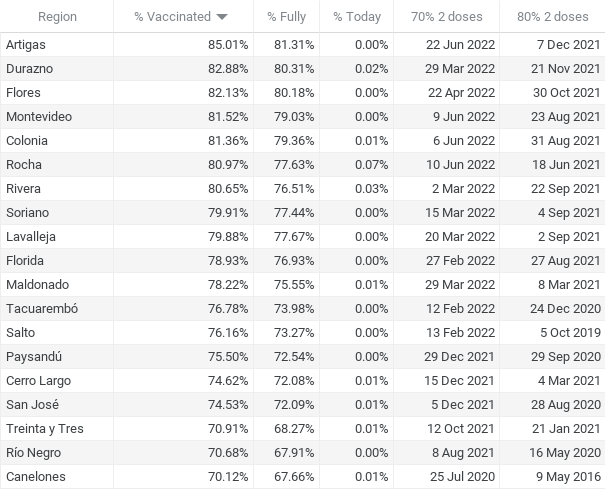 Region % Vaccinated % Fully % Today 70% 2 doses 80% 2 doses
Artigas 85.01% 81.31% 0.00% 22 Jun 2022 7 Dec 2021
Durazno 82.88% 80.31% 0.02% 29 Mar 2022 21 Nov 2021
Flores 82.13% 80.18% 0.00% 22 Apr 2022 30 Oct 2021
Montevideo 81.52% 79.03% 0.00% 9 Jun 2022 23 Aug 2021
Colonia 81.36% 79.36% 0.01% 6 Jun 2022 31 Aug 2021
Rocha 80.97% 77.63% 0.07% 10 Jun 2022 18 Jun 2021
Rivera 80.65% 76.51% 0.03% 2 Mar 2022 22 Sep 2021
Soriano 79.91% 77.44% 0.00% 15 Mar 2022 4 Sep 2021
Lavalleja 79.88% 77.67% 0.00% 20 Mar 2022 2 Sep 2021
Florida 78.93% 76.93% 0.00% 27 Feb 2022 27 Aug 2021
Maldonado 78.22% 75.55% 0.01% 29 Mar 2022 8 Mar 2021
Tacuarembó 76.78% 73.98% 0.00% 12 Feb 2022 24 Dec 2020
Salto 76.16% 73.27% 0.00% 13 Feb 2022 5 Oct 2019
Paysandú 75.50% 72.54% 0.00% 29 Dec 2021 29 Sep 2020
Cerro Largo 74.62% 72.08% 0.01% 15 Dec 2021 4 Mar 2021
San José 74.53% 72.09% 0.01% 5 Dec 2021 28 Aug 2020
Treinta y Tres 70.91% 68.27% 0.01% 12 Oct 2021 21 Jan 2021
Río Negro 70.68% 67.91% 0.00% 8 Aug 2021 16 May 2020
Canelones 70.12% 67.66% 0.01% 25 Jul 2020 9 May 2016